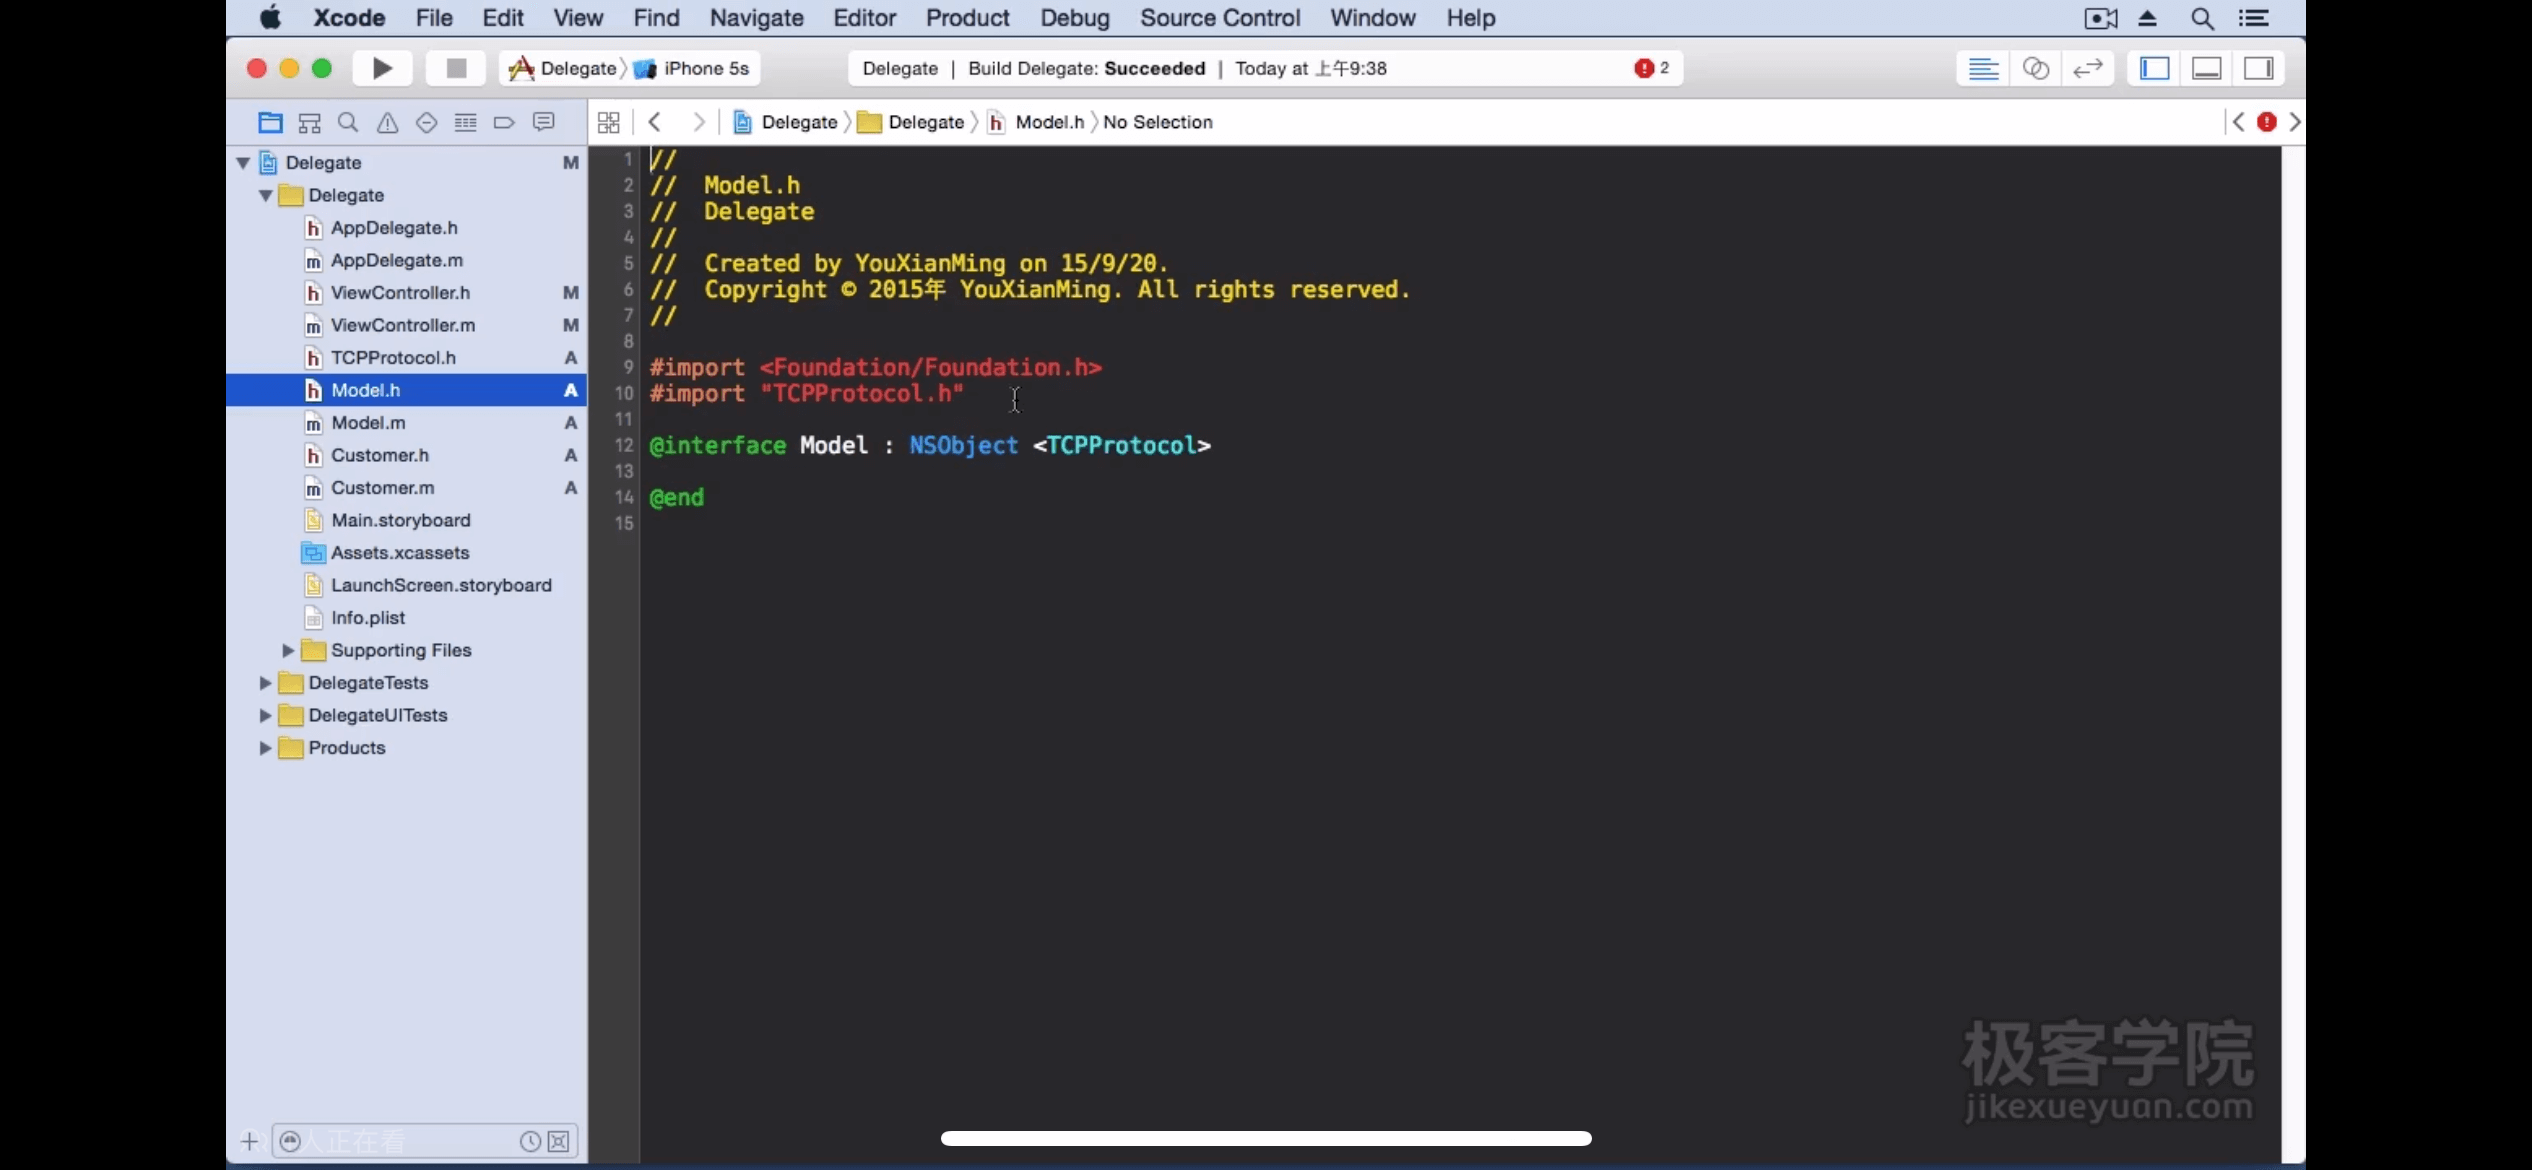 Xcode File Edit View Find Navigate Editor Product Debug Source Control Window Help
Delegate iPhone 5s
Delegate | Build Delegate: Succeeded | Today at 上午9:38
2
Delegate Delegate Model.h No Selection
Delegate M
Delegate
AppDelegate.h
AppDelegate.m
ViewController.h M
ViewController.m M
TCPProtocol.h A
Model.h A
Model.m A
Customer.h A
Customer.m A
Main.storyboard
Assets.xcassets
LaunchScreen.storyboard
Info.plist
Supporting Files
DelegateTests
DelegateUITests
Products
1 //
2 // Model.h
3 // Delegate
4 //
5 // Created by YouXianMing on 15/9/20.
6 // Copyright © 2015年 YouXianMing. All rights reserved.
7 //
8
9 #import <Foundation/Foundation.h>
10 #import "TCPProtocol.h"
11
12 @interface Model : NSObject <TCPProtocol>
13
14 @end
15
极客学院
jikexueyuan.com
人正在看